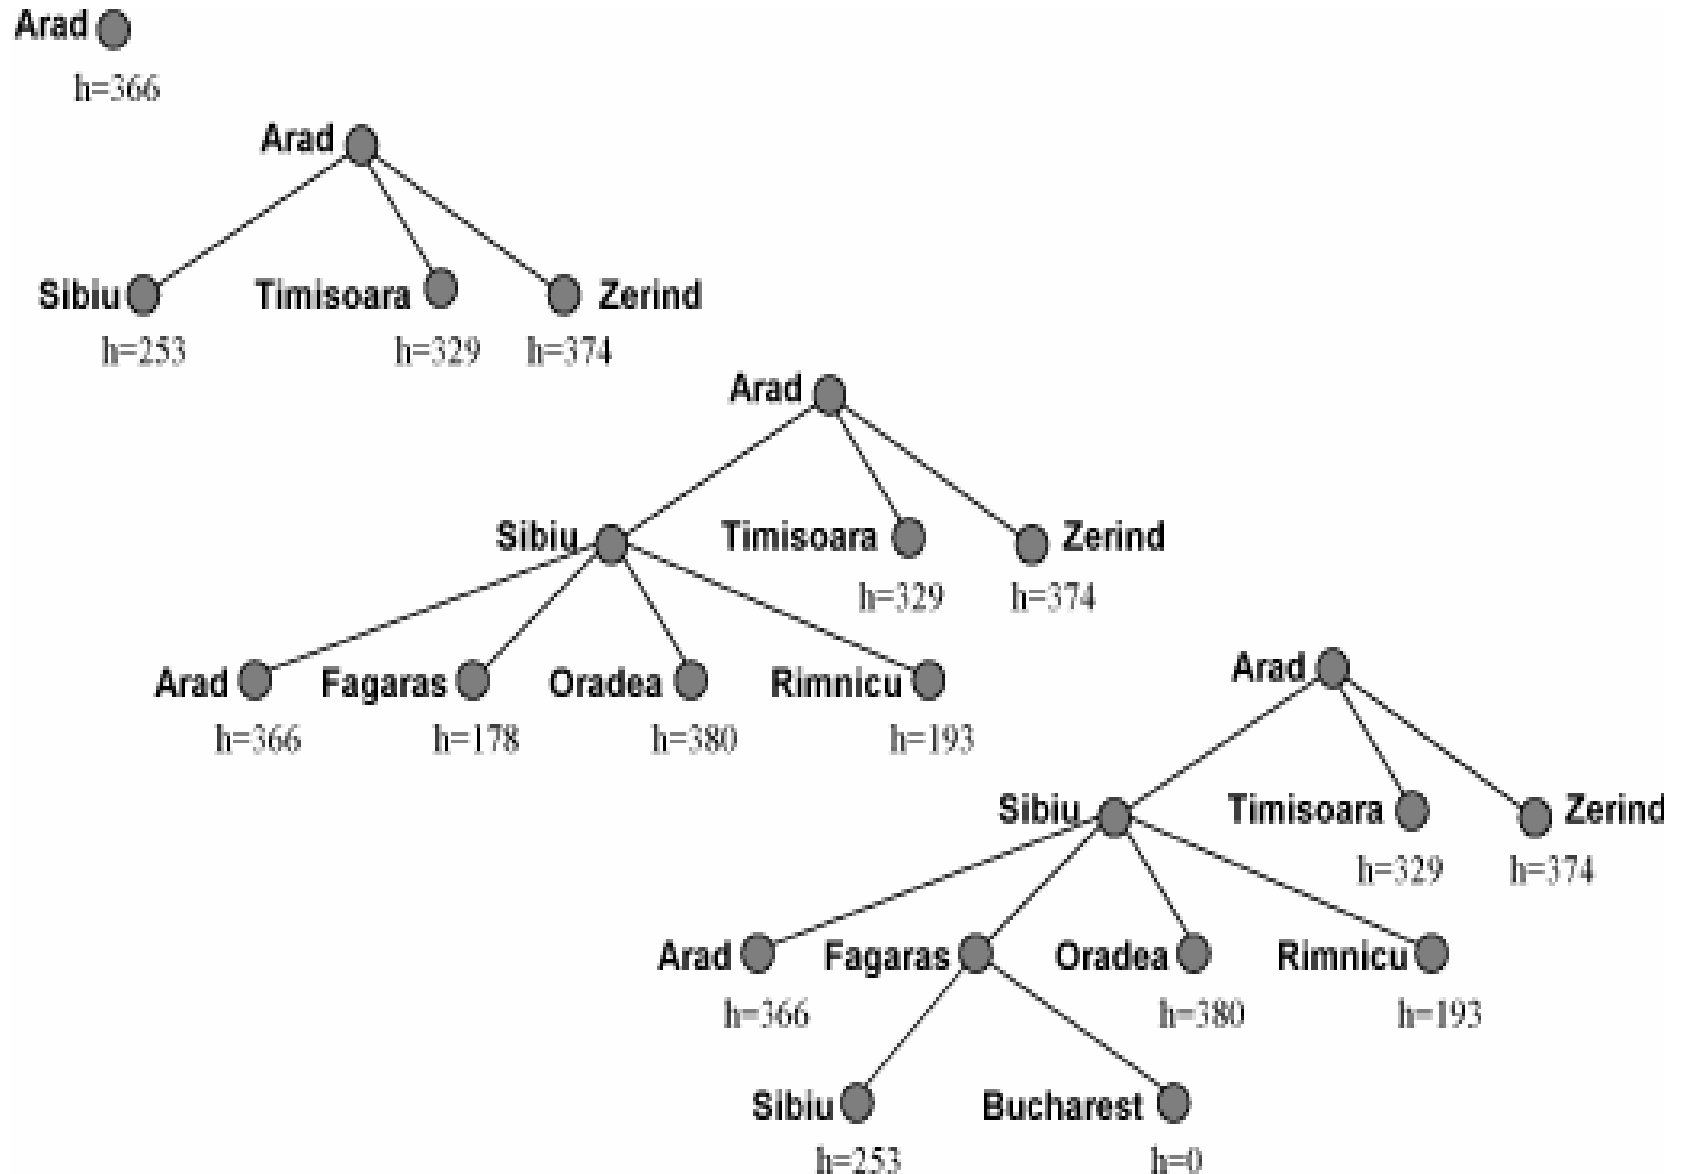 Arad
h=366
Arad
Sibiu Timisoara Zerind
h=253 h=329 h=374
Arad
Sibiu Timisoara Zerind
h=329 h=374
Arad Fagaras Oradea Rimnicu
h=366 h=178 h=380 h=193
Arad
Sibiu Timisoara Zerind
h=329 h=374
Arad Fagaras Oradea Rimnicu
h=366 h=380 h=193
Sibiu Bucharest
h=253 h=0